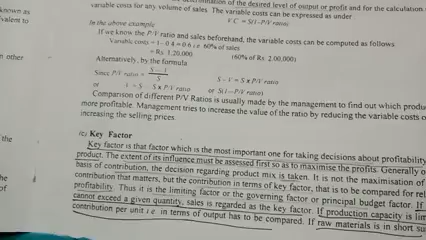 of the desired level of output or profit and for the calculation
variable costs for any volume of sales. The variable costs can be expressed as under
known as
V.C = S(1-P/V ratio)
valent to
In the above example
If we know the P/V ratio and sales beforehand, the variable costs can be computed as follows
Variable costs = 1 - 0.4 = 0.6 i.e. 60% of sales
= Rs. 1,20,000 (60% of Rs. 2,00,000)
n other
Alternatively, by the formula
Since P/V ratio = S - V / S S - V = S x P/V ratio
or V = S - S x P/V ratio or S(1-P/V ratio)
Comparison of different P/V Ratios is usually made by the management to find out which produ
more profitable. Management tries to increase the value of the ratio by reducing the variable costs o
increasing the selling prices.
(c) Key Factor
Key factor is that factor which is the most important one for taking decisions about profitability
the
product. The extent of its influence must be assessed first so as to maximise the profits. Generally o
basis of contribution, the decision regarding product mix is taken. It is not the maximisation of
contribution that matters, but the contribution in terms of key factor, that is to be compared for rel
he
profitability. Thus it is the limiting factor or the governing factor or principal budget factor. If
of
cannot exceed a given quantity, sales is regarded as the key factor. If production capacity is lim
contribution per unit i.e in terms of output has to be compared. If raw materials is in short su